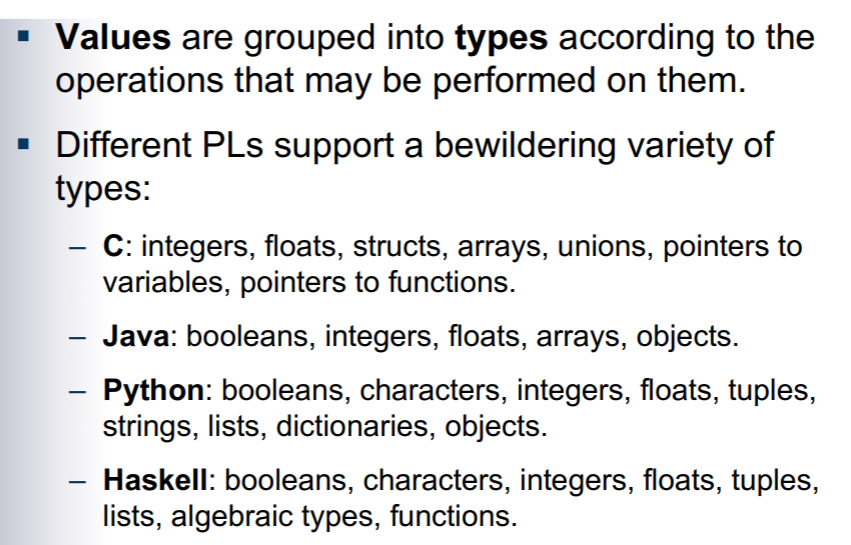 ▪ Values are grouped into types according to the
operations that may be performed on them.
▪ Different PLs support a bewildering variety of
types:
– C: integers, floats, structs, arrays, unions, pointers to
variables, pointers to functions.
– Java: booleans, integers, floats, arrays, objects.
– Python: booleans, characters, integers, floats, tuples,
strings, lists, dictionaries, objects.
– Haskell: booleans, characters, integers, floats, tuples,
lists, algebraic types, functions.